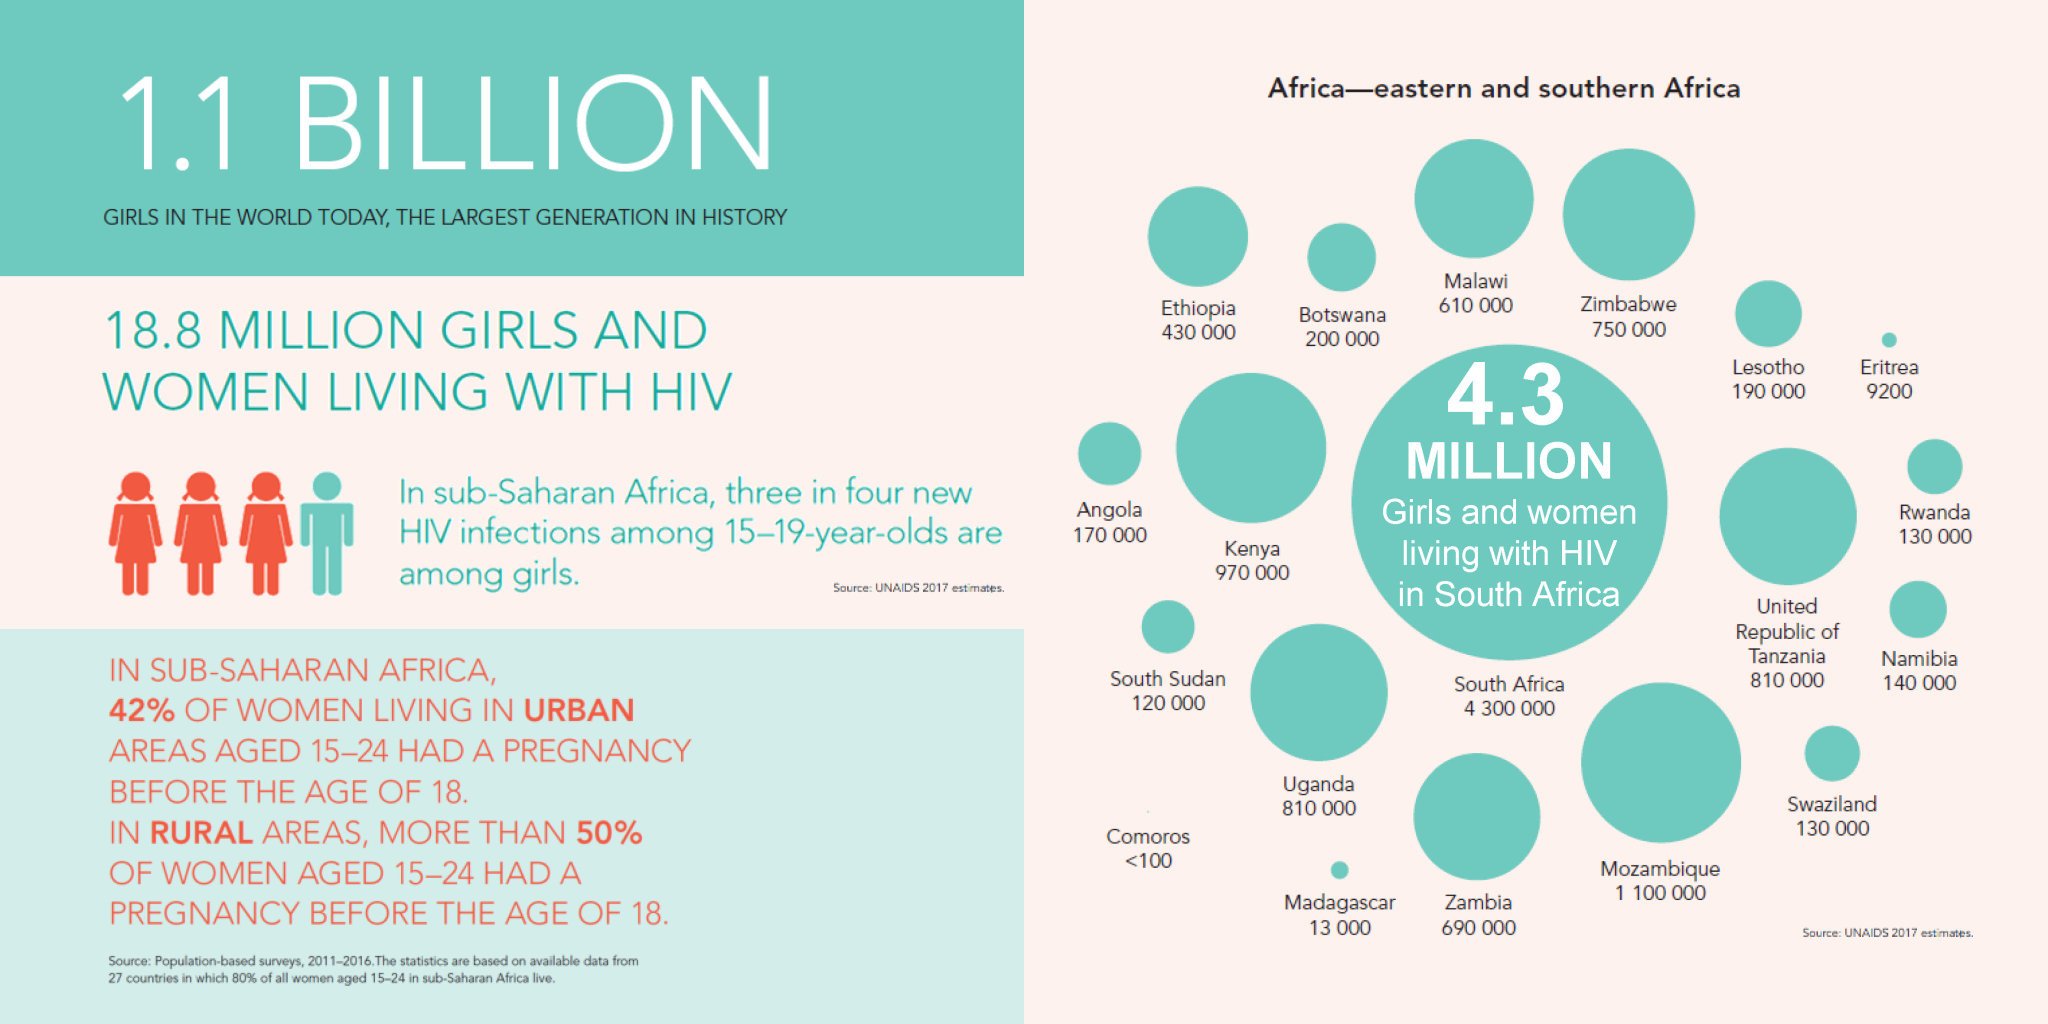 1.1 BILLION
GIRLS IN THE WORLD TODAY, THE LARGEST GENERATION IN HISTORY
18.8 MILLION GIRLS AND
WOMEN LIVING WITH HIV
In sub-Saharan Africa, three in four new
HIV infections among 15–19-year-olds are
among girls.
Source: UNAIDS 2017 estimates.
IN SUB-SAHARAN AFRICA,
42% OF WOMEN LIVING IN URBAN
AREAS AGED 15–24 HAD A PREGNANCY
BEFORE THE AGE OF 18.
IN RURAL AREAS, MORE THAN 50%
OF WOMEN AGED 15–24 HAD A
PREGNANCY BEFORE THE AGE OF 18.
Source: Population-based surveys, 2011–2016.The statistics are based on available data from
27 countries in which 80% of all women aged 15–24 in sub-Saharan Africa live.
Africa—eastern and southern Africa
Ethiopia
430 000
Botswana
200 000
Malawi
610 000
Zimbabwe
750 000
Lesotho
190 000
Eritrea
9200
Angola
170 000
Kenya
970 000
4.3
MILLION
Girls and women
living with HIV
in South Africa
South Africa
4 300 000
United
Republic of
Tanzania
810 000
Rwanda
130 000
Namibia
140 000
South Sudan
120 000
Uganda
810 000
Swaziland
130 000
Comoros
<100
Madagascar
13 000
Zambia
690 000
Mozambique
1 100 000
Source: UNAIDS 2017 estimates.